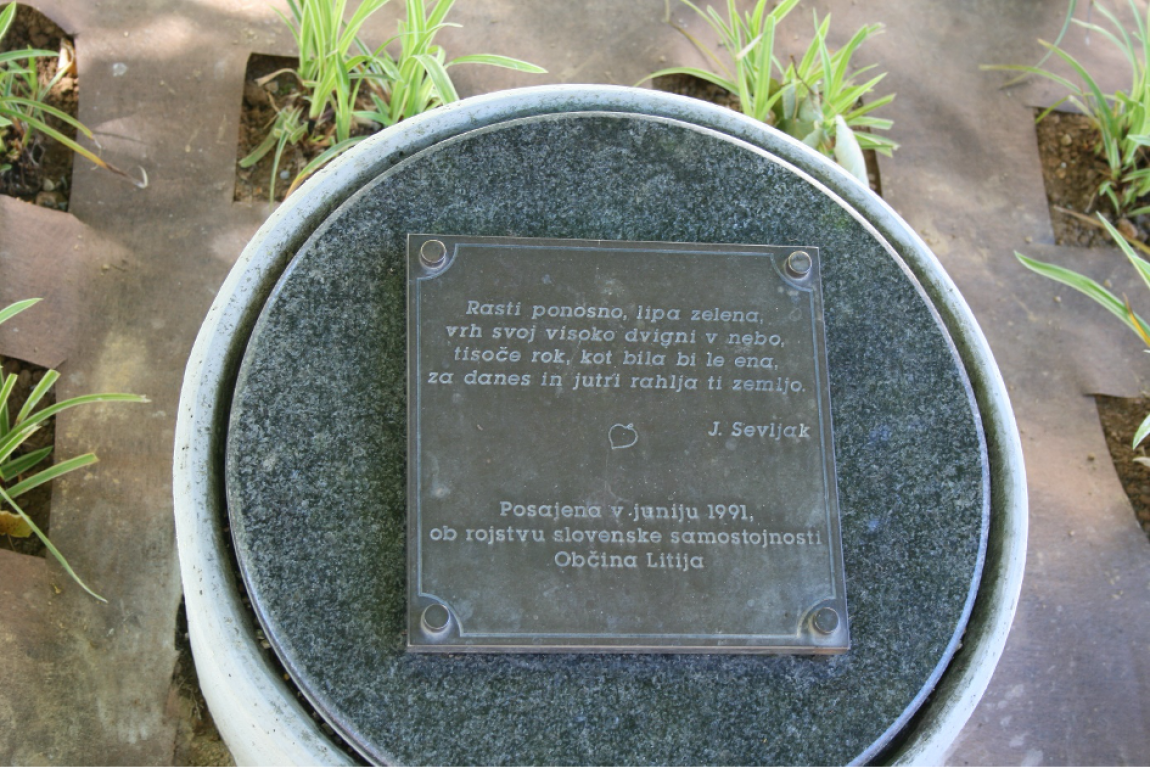 Rasti ponosno, lipa zelena,
vrh svoj visoko dvigni v nebo,
tisoče rok, kot bila bi le ena,
za danes in jutri rahlja ti zemljo.
J. Sevljak
Posajena v juniju 1991,
ob rojstvu slovenske samostojnosti
Občina Litija